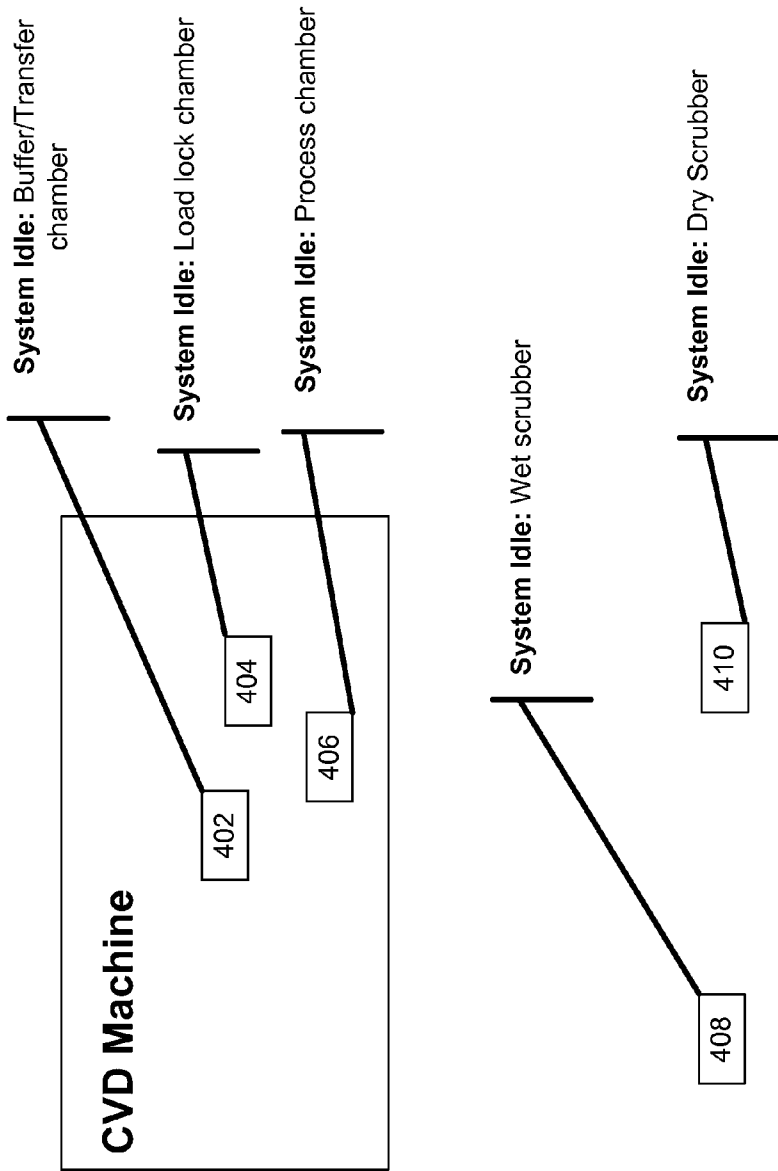 System Idle: Buffer/Transfer
chamber
System Idle: Load lock chamber
System Idle: Process chamber
CVD Machine
402
404
406
System Idle: Wet scrubber
System Idle: Dry Scrubber
408
410